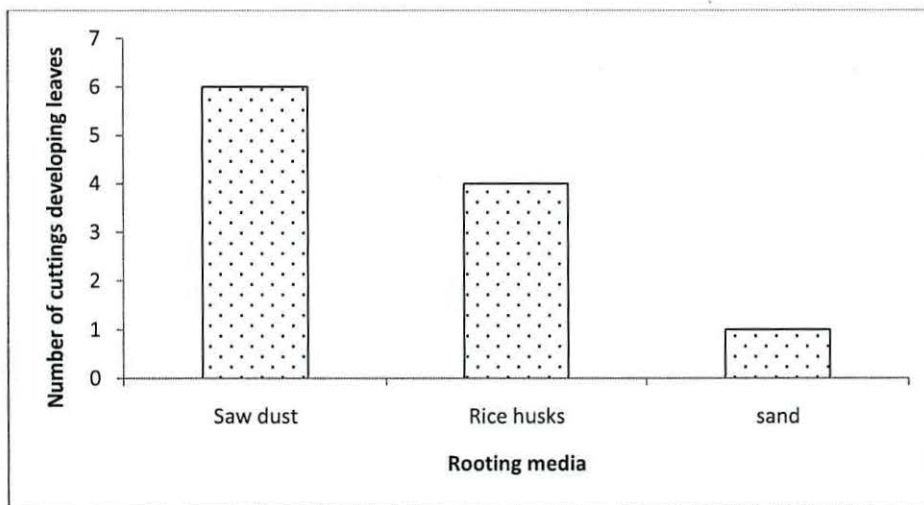 Number of cuttings developing leaves
7
6
5
4
3
2
1
0
Saw dust Rice husks sand
Rooting media